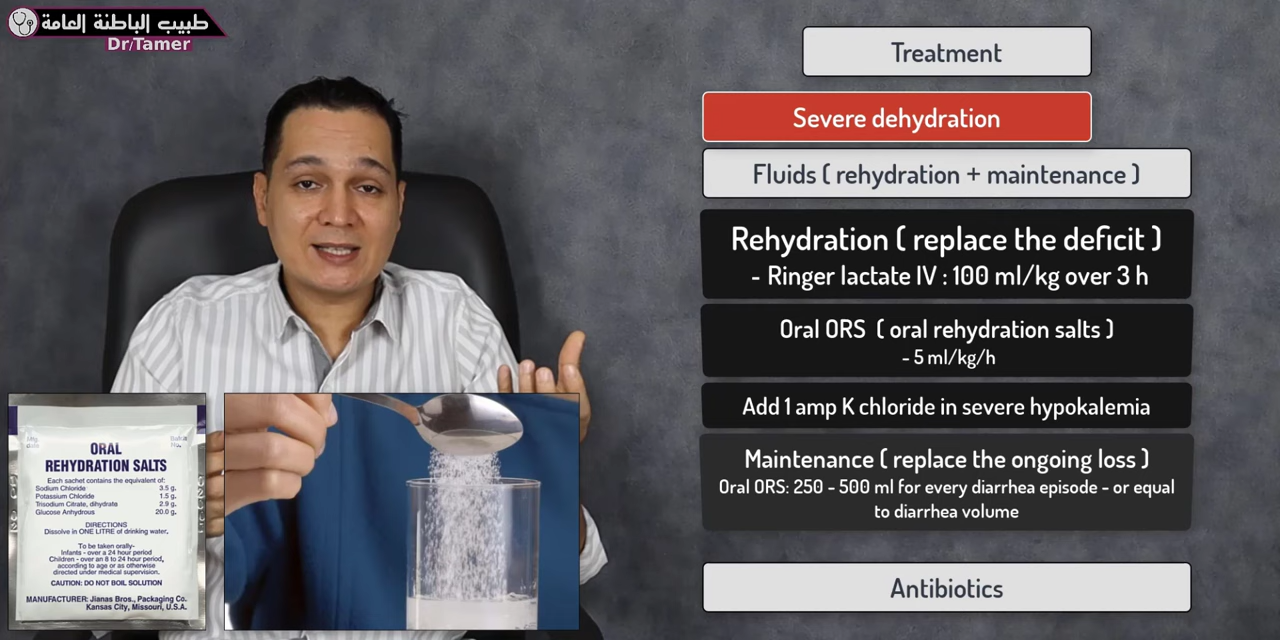 طبيب الباطنة العامة
Dr/Tamer
Treatment
Severe dehydration
Fluids ( rehydration + maintenance )
Rehydration ( replace the deficit )
- Ringer lactate IV : 100 ml/kg over 3 h
Oral ORS ( oral rehydration salts )
- 5 ml/kg/h
Add 1 amp K chloride in severe hypokalemia
Maintenance ( replace the ongoing loss )
Oral ORS: 250 - 500 ml for every diarrhea episode - or equal
to diarrhea volume
Antibiotics
ORAL
REHYDRATION SALTS
Each sachet contains the equivalent of:
Sodium Chloride 3.5 g.
Potassium Chloride 1.5 g.
Trisodium Citrate, dihydrate 2.9 g.
Glucose Anhydrous 20.0 g.
DIRECTIONS
Dissolve in ONE LITRE of drinking water.
To be taken orally-
Infants - over a 24 hour period
Children - over an 8 to 24 hour period,
according to age or as otherwise
directed under medical supervision.
CAUTION: DO NOT BOIL SOLUTION
MANUFACTURER: Jianas Bros., Packaging Co.
Kansas City, Missouri, U.S.A.